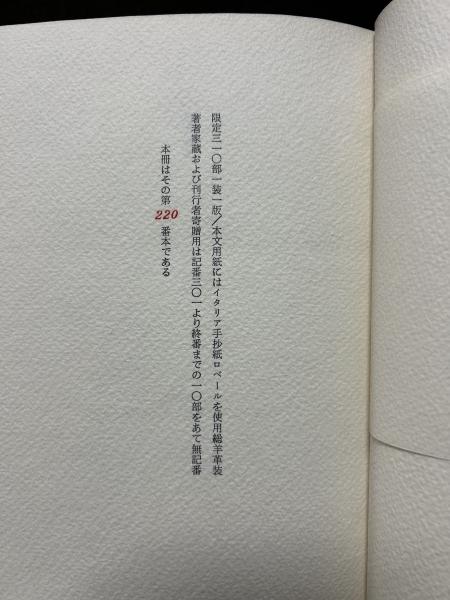 限定三一〇部一装一版/本文用紙にはイタリア手抄紙ロベールを使用総羊革装
著者家蔵および刊行者寄贈用は記番三〇一より終番までの一〇部をあて無記番
本冊はその第220番本である